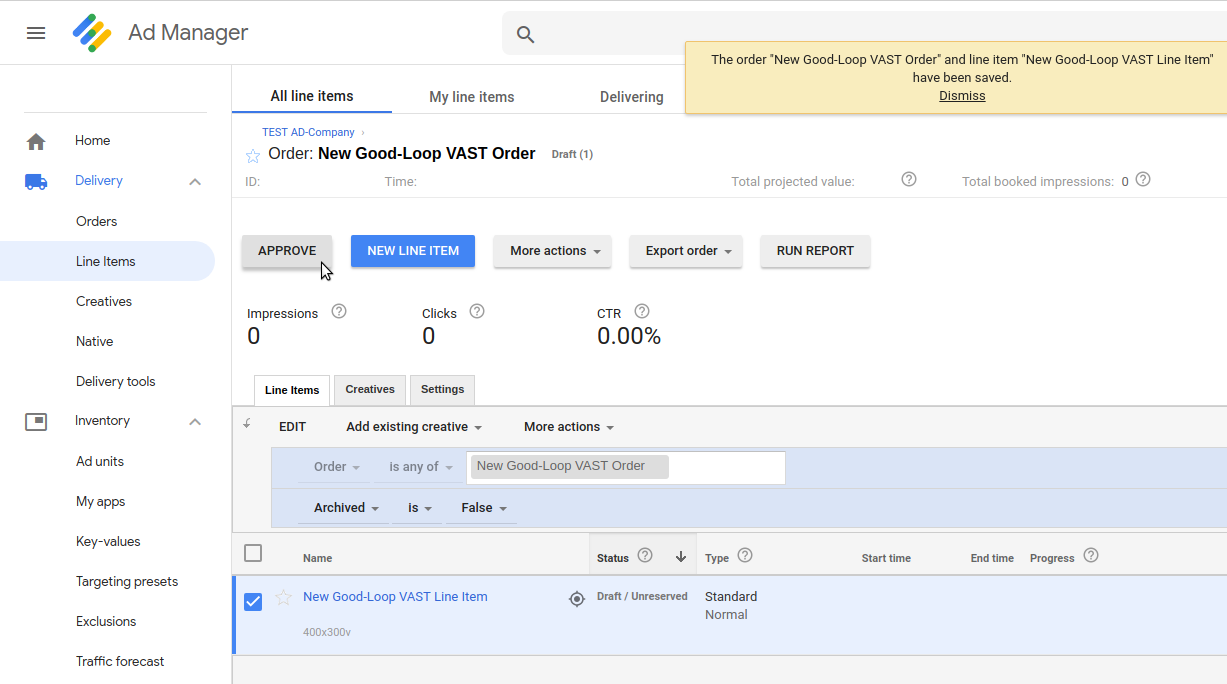 Ad Manager
The order "New Good-Loop VAST Order" and line item "New Good-Loop VAST Line Item"
have been saved.
Dismiss
All line items
My line items
Delivering
TEST AD-Company ›
Order: New Good-Loop VAST Order Draft (1)
ID: Time: Total projected value: ? Total booked impressions: 0 ?
Home
Delivery
Orders
Line Items
Creatives
Native
Delivery tools
Inventory
Ad units
My apps
Key-values
Targeting presets
Exclusions
Traffic forecast
APPROVE
NEW LINE ITEM
More actions
Export order
RUN REPORT
Impressions ? Clicks ? CTR ?
0 0 0.00%
Line Items
Creatives
Settings
EDIT Add existing creative More actions
Order is any of New Good-Loop VAST Order
Archived is False
Name Status ? Type ? Start time End time Progress ?
New Good-Loop VAST Line Item Draft / Unreserved Standard
Normal
400x300v